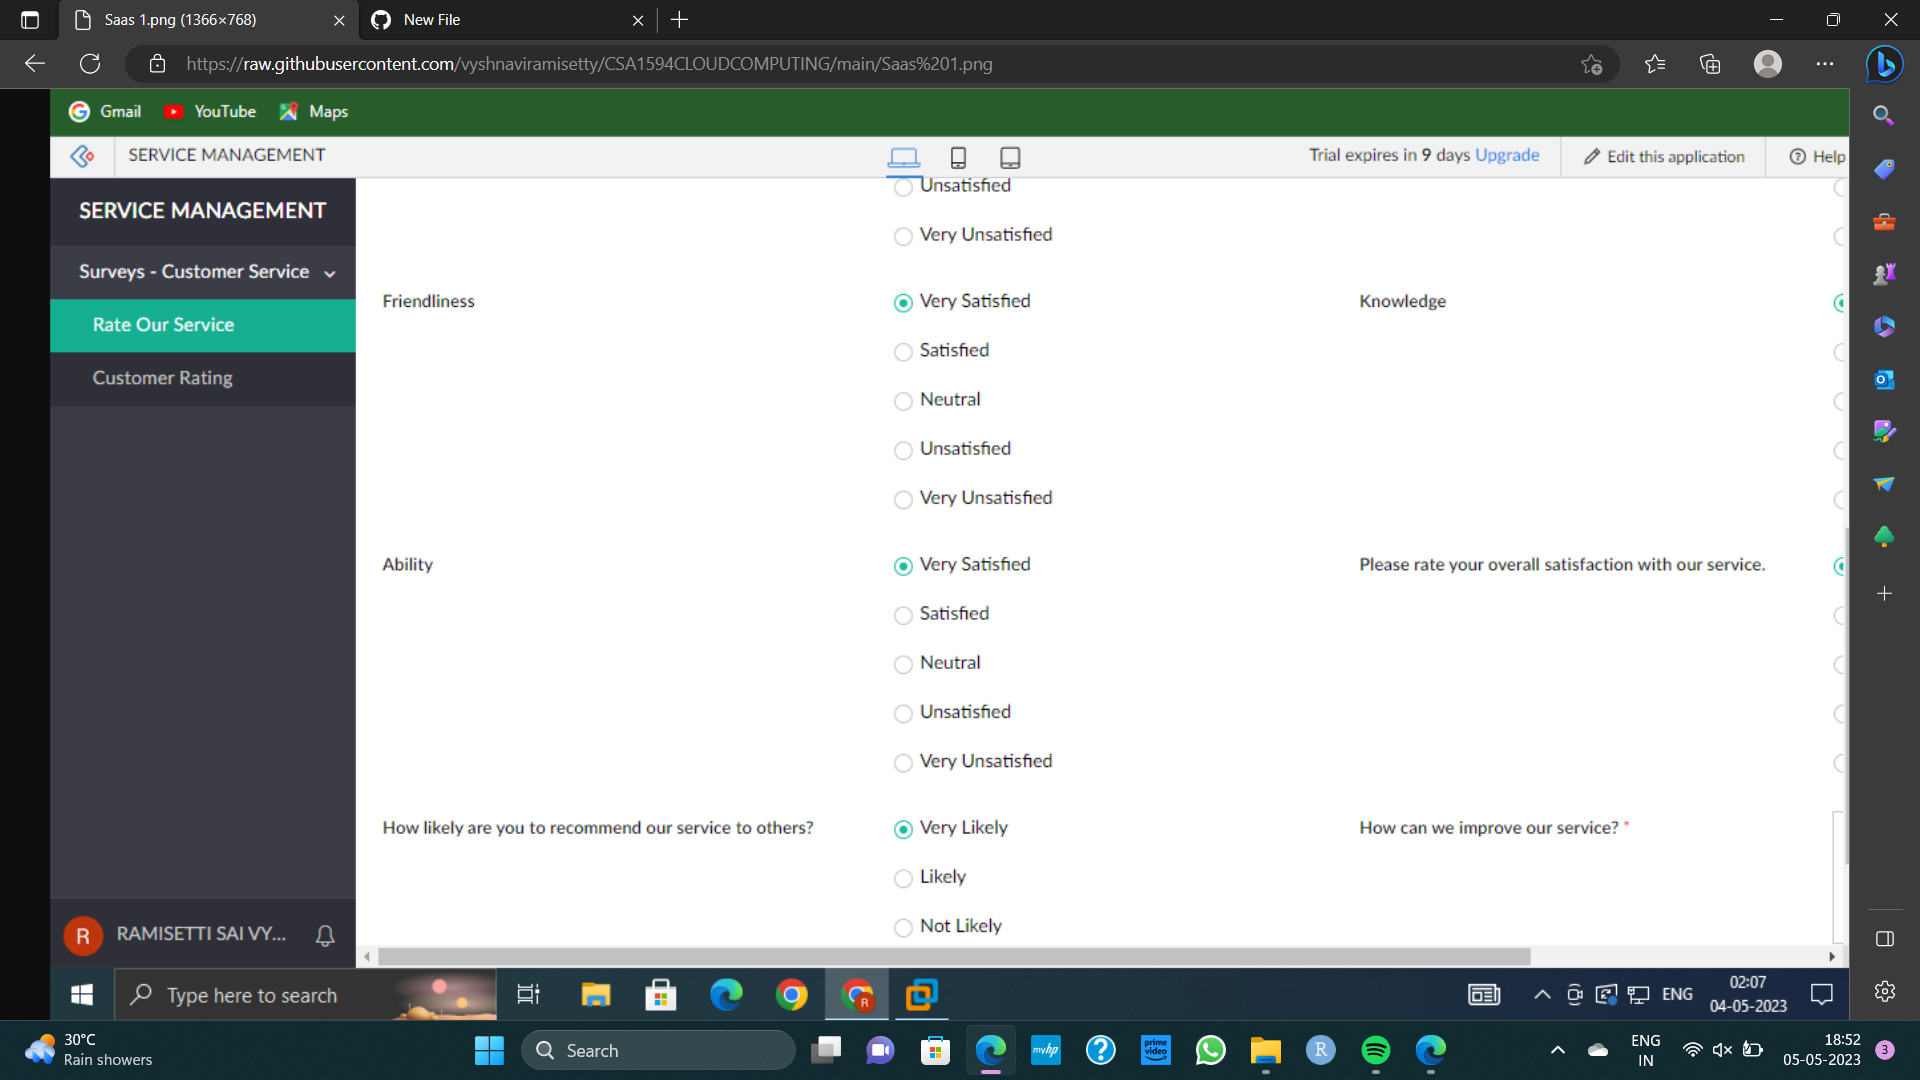 Saas 1.png (1366×768)
New File
https://raw.githubusercontent.com/vyshnaviramisetty/CSA1594CLOUDCOMPUTING/main/Saas%201.png
Gmail
YouTube
Maps
SERVICE MANAGEMENT
Trial expires in 9 days Upgrade
Edit this application
Help
SERVICE MANAGEMENT
Surveys - Customer Service
Rate Our Service
Customer Rating
Unsatisfied
Very Unsatisfied
Friendliness
Very Satisfied
Satisfied
Neutral
Unsatisfied
Very Unsatisfied
Knowledge
Ability
Very Satisfied
Satisfied
Neutral
Unsatisfied
Very Unsatisfied
Please rate your overall satisfaction with our service.
How likely are you to recommend our service to others?
Very Likely
Likely
Not Likely
How can we improve our service? *
R
RAMISETTI SAI VY...
Type here to search
R
ENG
02:07
04-05-2023
30°C
Rain showers
Search
myhp
prime video
R
ENG
IN
18:52
05-05-2023
3